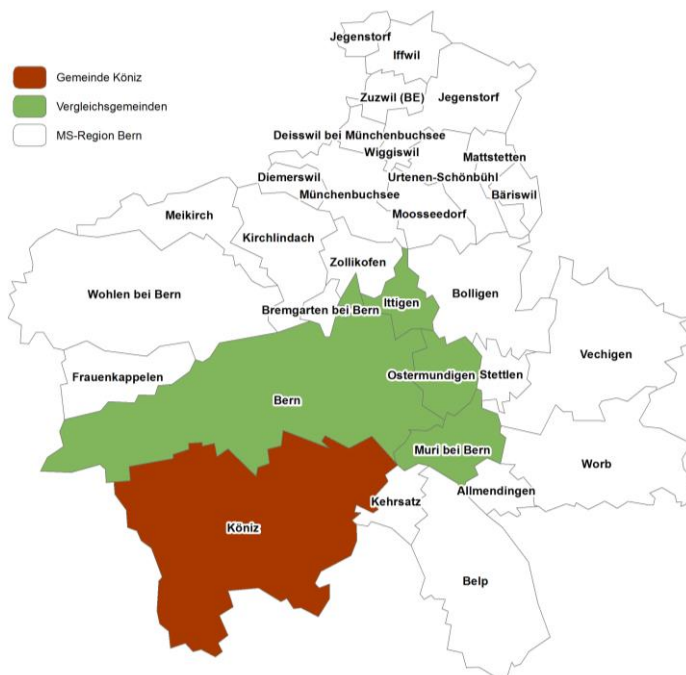 Gemeinde Köniz
Vergleichsgemeinden
MS-Region Bern
Jegenstorf
Iffwil
Zuzwil (BE)
Jegenstorf
Deisswil bei Münchenbuchsee
Wiggiswil
Mattstetten
Diemerswil
Urtenen-Schönbühl
Münchenbuchsee
Bäriswil
Meikirch
Moosseedorf
Kirchlindach
Zollikofen
Wohlen bei Bern
Bolligen
Ittigen
Bremgarten bei Bern
Vechigen
Frauenkappelen
Ostermundigen
Stettlen
Bern
Muri bei Bern
Worb
Allmendingen
Kehrsatz
Köniz
Belp